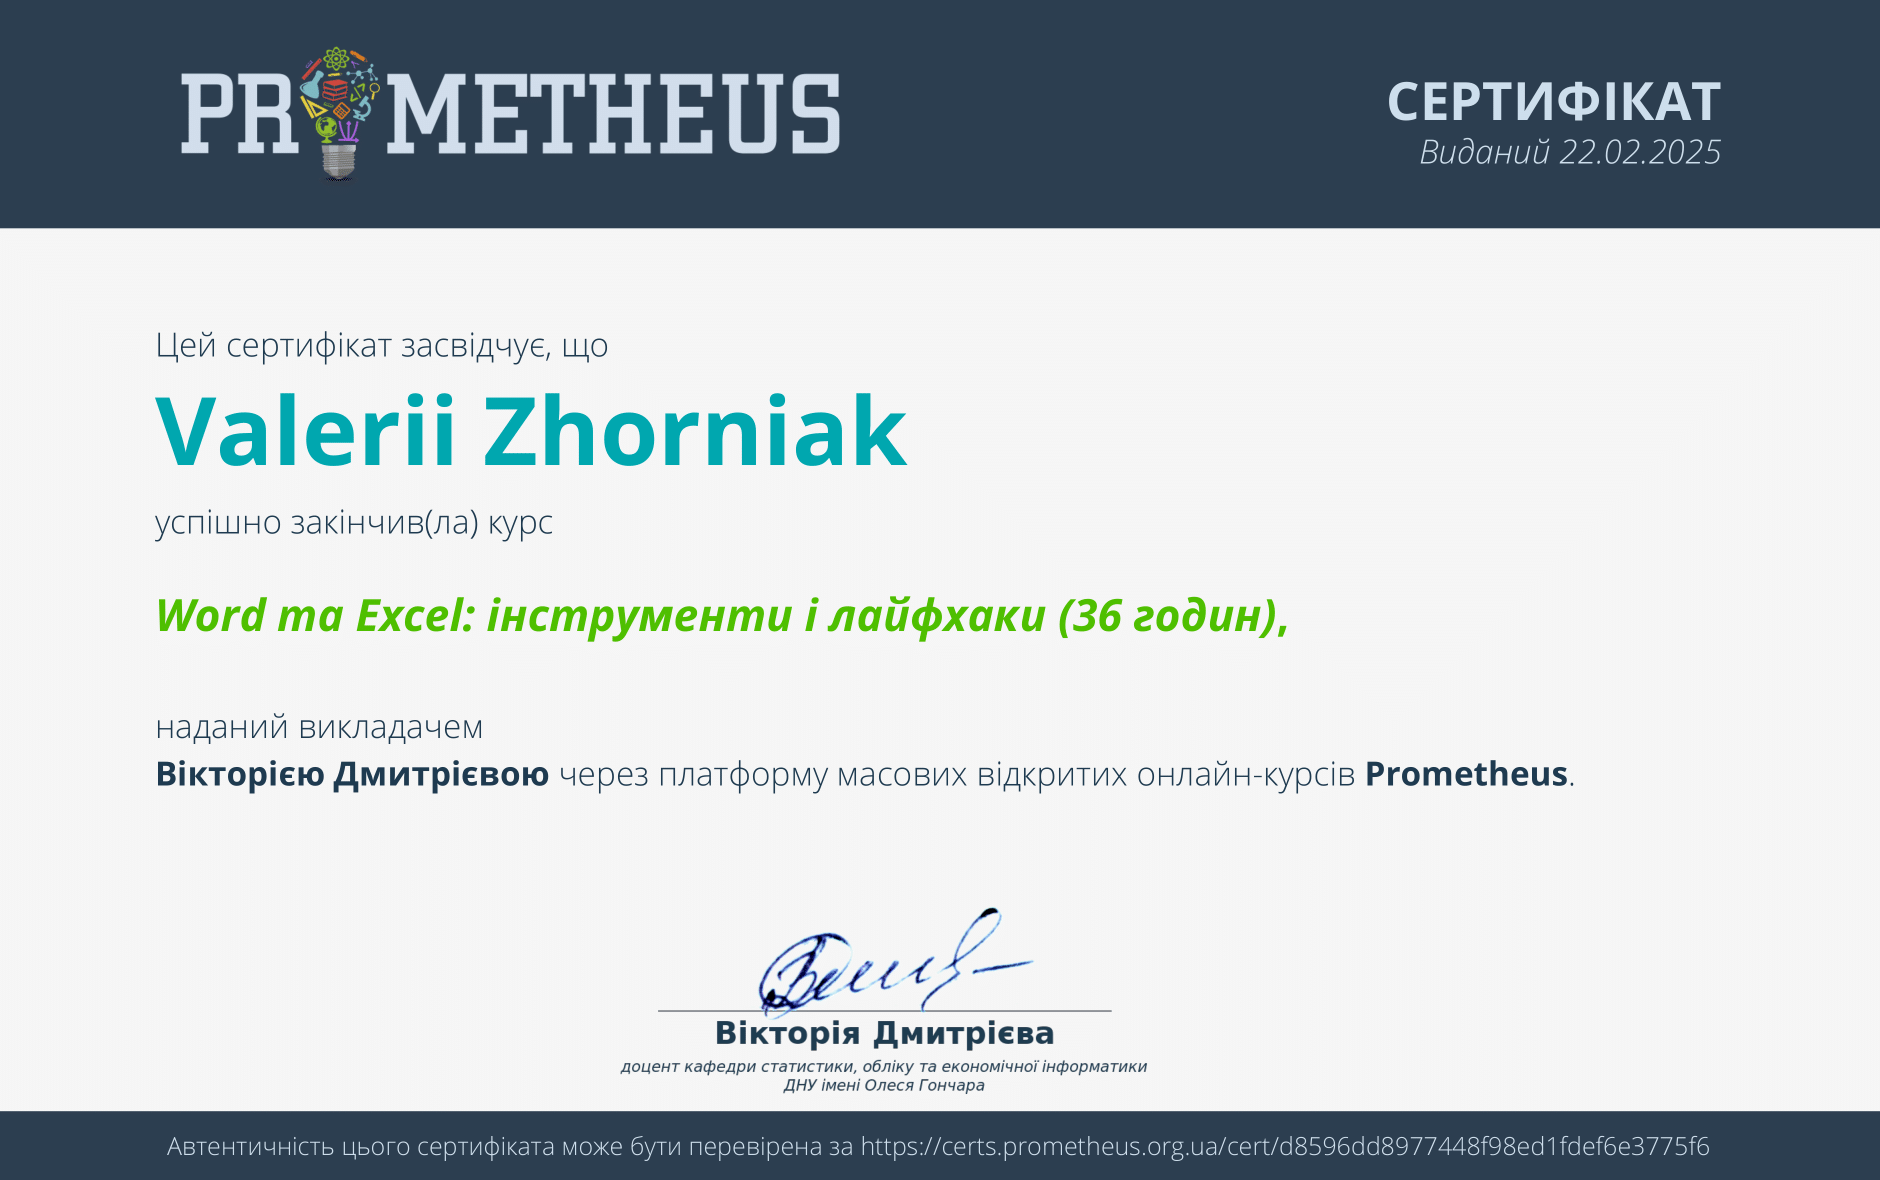 PROMETHEUS
СЕРТИФІКАТ
Виданий 22.02.2025
Цей сертифікат засвідчує, що
Valerii Zhorniak
успішно закінчив(ла) курс
Word та Excel: інструменти і лайфхаки (36 годин),
наданий викладачем
Вікторією Дмитрієвою через платформу масових відкритих онлайн-курсів Prometheus.
Вікторія Дмитрієва
доцент кафедри статистики, обліку та економічної інформатики
ДНУ імені Олеся Гончара
Автентичність цього сертифіката може бути перевірена за https://certs.prometheus.org.ua/cert/d8596dd8977448f98ed1fdef6e3775f6